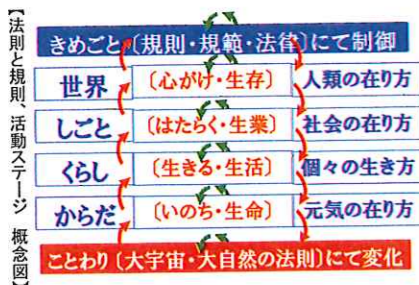 【法則と規則、活動ステージ 概念図】
きめごと〔規則・規範・法律〕にて制御
世界 〔心がけ・生存〕 人類の在り方
しごと 〔はたらく・生業〕 社会の在り方
くらし 〔生きる・生活〕 個々の生き方
からだ 〔いのち・生命〕 元気の在り方
ことわり〔大宇宙・大自然の法則〕にて変化